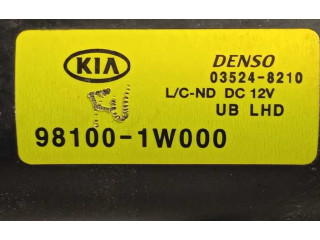 KIA
DENSO
03524-8210
L/C-ND DC 12V
UB LHD
98100-1W000